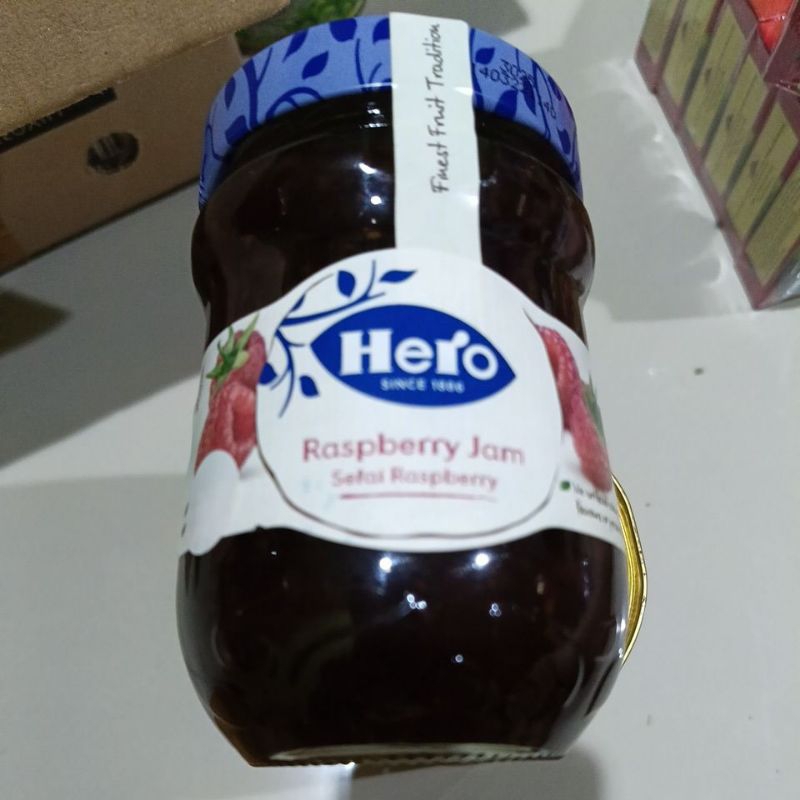 Finest Fruit Tradition
Hero
SINCE 1886
Raspberry Jam
Selai Raspberry